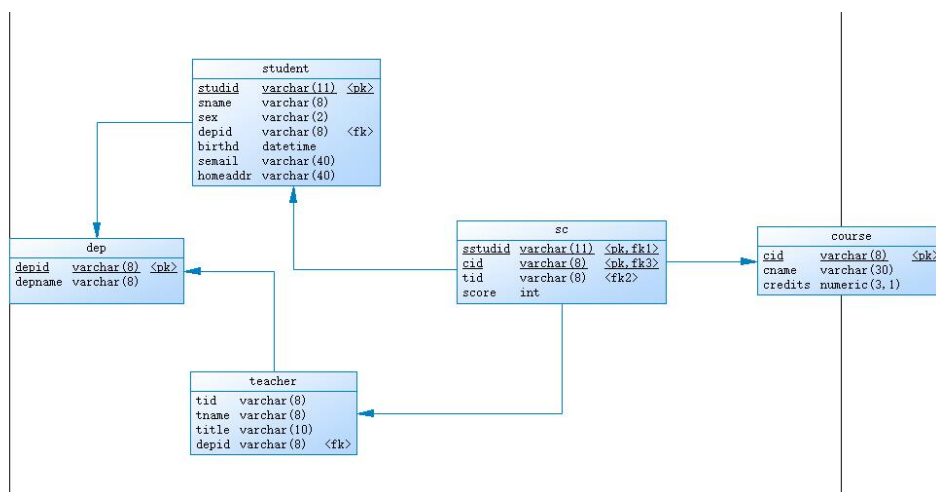 student
studid varchar(11) <pk>
sname varchar(8)
sex varchar(2)
depid varchar(8) <fk>
birthd datetime
semail varchar(40)
homeaddr varchar(40)
dep
depid varchar(8) <pk>
depname varchar(8)
sc
sstudid varchar(11) <pk,fk1>
cid varchar(8) <pk,fk3>
tid varchar(8) <fk2>
score int
course
cid varchar(8) <pk>
cname varchar(30)
credits numeric(3,1)
teacher
tid varchar(8)
tname varchar(8)
title varchar(10)
depid varchar(8) <fk>